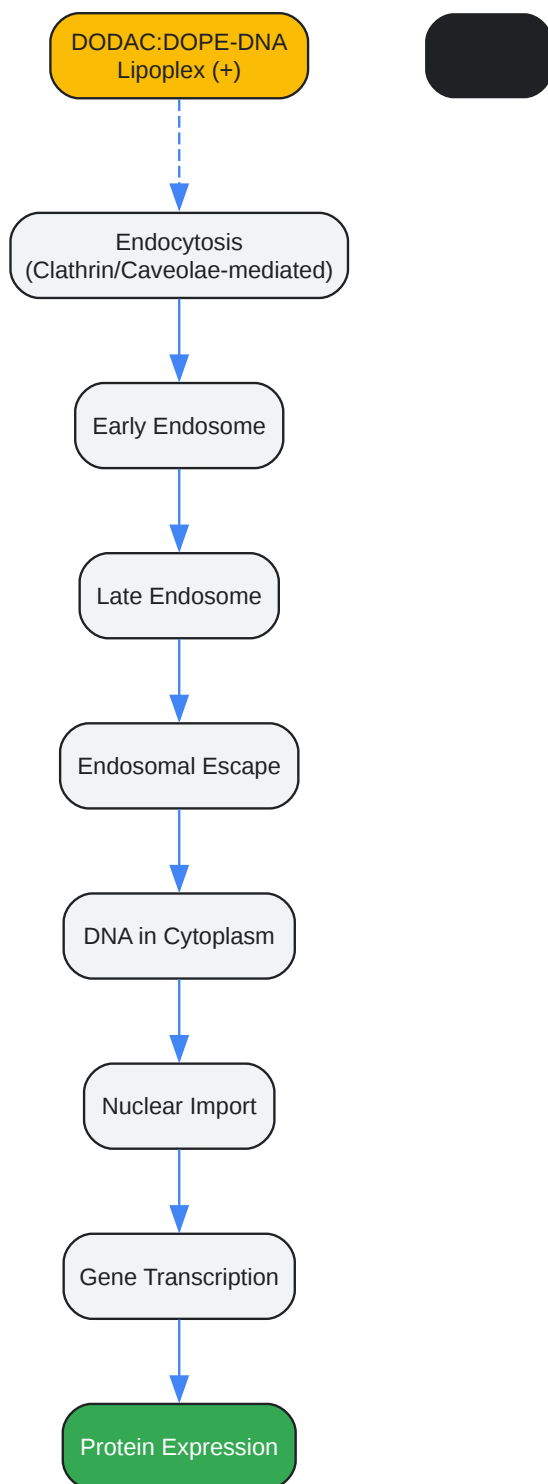 DODAC:DOPE-DNA
Lipoplex (+)
Endocytosis
(Clathrin/Caveolae-mediated)
Early Endosome
Late Endosome
Endosomal Escape
DNA in Cytoplasm
Nuclear Import
Gene Transcription
Protein Expression